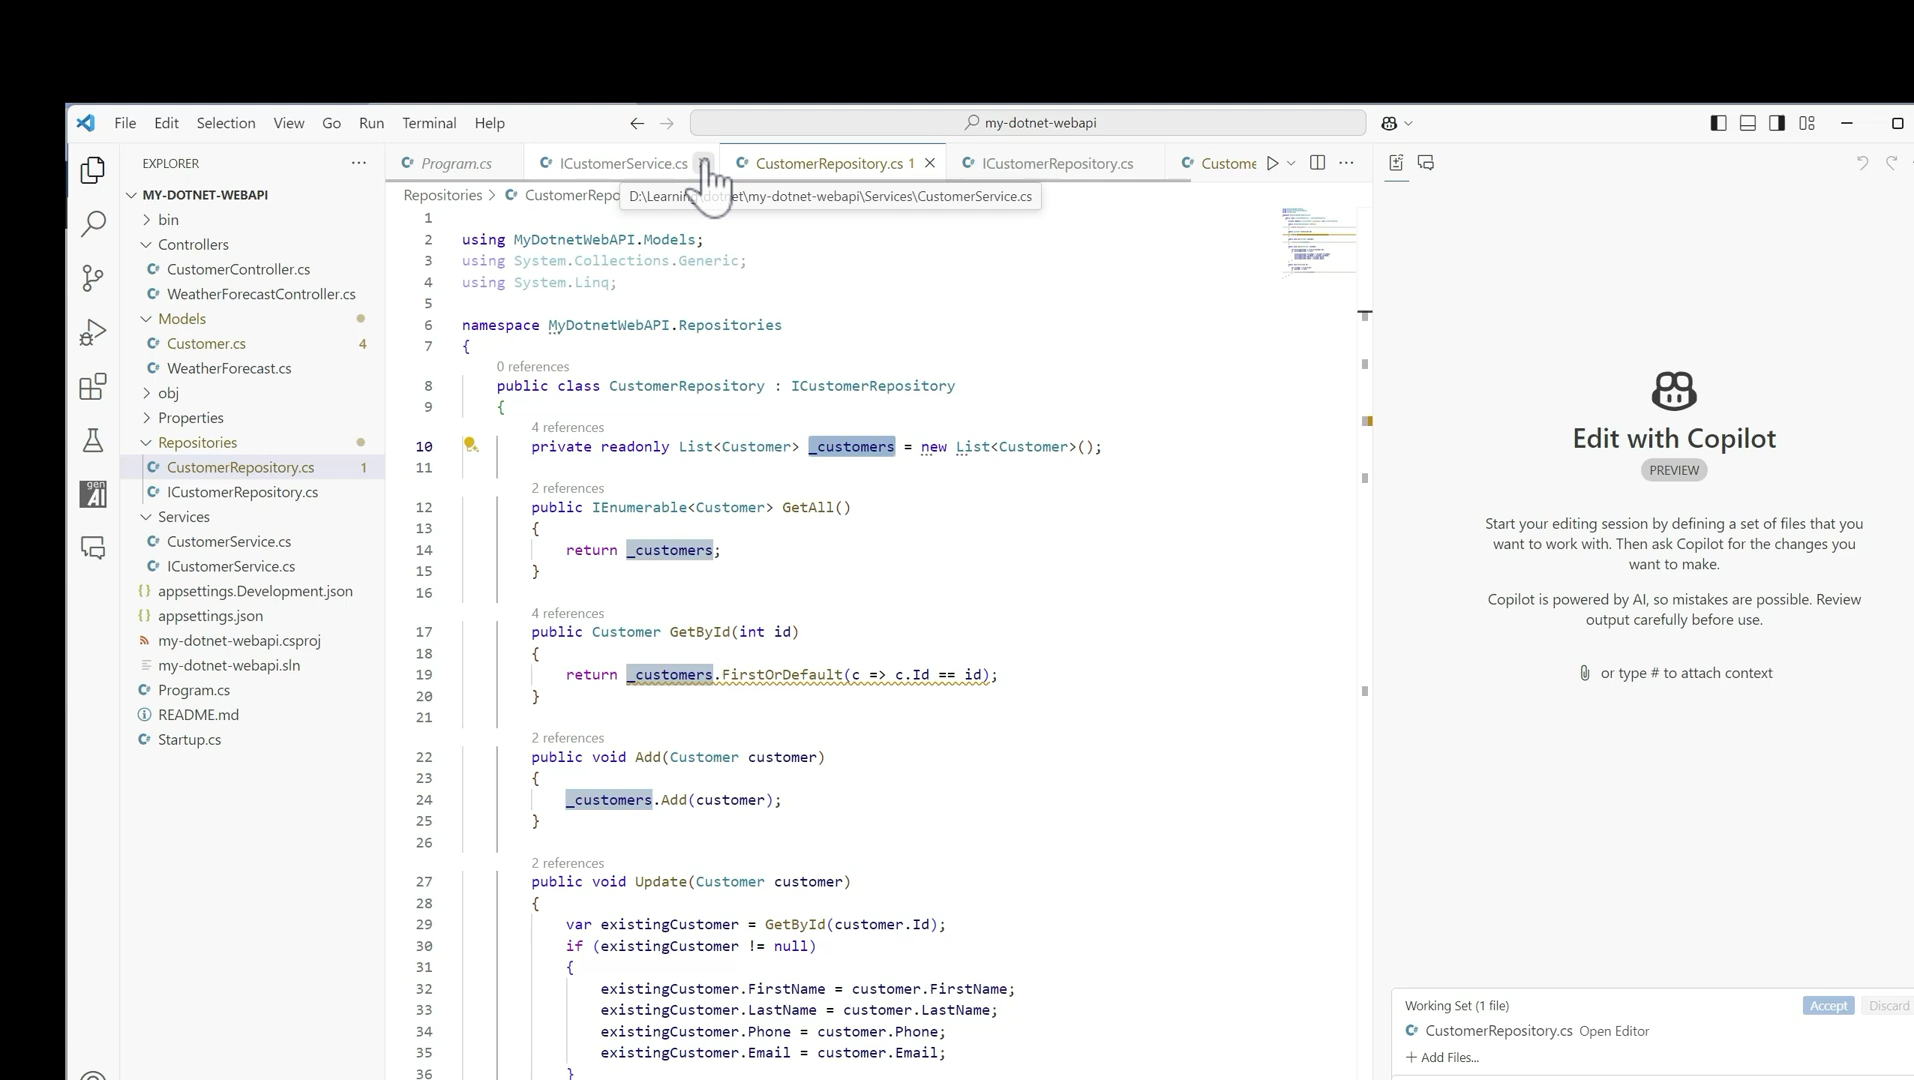 File Edit Selection View Go Run Terminal Help
my-dotnet-webapi
EXPLORER
Program.cs
ICustomerService.cs
CustomerRepository.cs 1
ICustomerRepository.cs
Custome
MY-DOTNET-WEBAPI
bin
Controllers
CustomerController.cs
WeatherForecastController.cs
Models
Customer.cs 4
WeatherForecast.cs
obj
Properties
Repositories
CustomerRepository.cs 1
ICustomerRepository.cs
Services
CustomerService.cs
ICustomerService.cs
{} appsettings.Development.json
{} appsettings.json
my-dotnet-webapi.csproj
my-dotnet-webapi.sln
Program.cs
README.md
Startup.cs
gen
AI
Repositories > CustomerRepo
D:\Learning\dotnet\my-dotnet-webapi\Services\CustomerService.cs
1
2 using MyDotnetWebAPI.Models;
3 using System.Collections.Generic;
4 using System.Linq;
5
6 namespace MyDotnetWebAPI.Repositories
7 {
0 references
8 public class CustomerRepository : ICustomerRepository
9 {
4 references
10 private readonly List<Customer> _customers = new List<Customer>();
11
2 references
12 public IEnumerable<Customer> GetAll()
13 {
14 return _customers;
15 }
16
4 references
17 public Customer GetById(int id)
18 {
19 return _customers.FirstOrDefault(c => c.Id == id);
20 }
21
2 references
22 public void Add(Customer customer)
23 {
24 _customers.Add(customer);
25 }
26
2 references
27 public void Update(Customer customer)
28 {
29 var existingCustomer = GetById(customer.Id);
30 if (existingCustomer != null)
31 {
32 existingCustomer.FirstName = customer.FirstName;
33 existingCustomer.LastName = customer.LastName;
34 existingCustomer.Phone = customer.Phone;
35 existingCustomer.Email = customer.Email;
36 }
Edit with Copilot
PREVIEW
Start your editing session by defining a set of files that you
want to work with. Then ask Copilot for the changes you
want to make.
Copilot is powered by AI, so mistakes are possible. Review
output carefully before use.
or type # to attach context
Working Set (1 file)
Accept
Discard
CustomerRepository.cs Open Editor
+ Add Files...